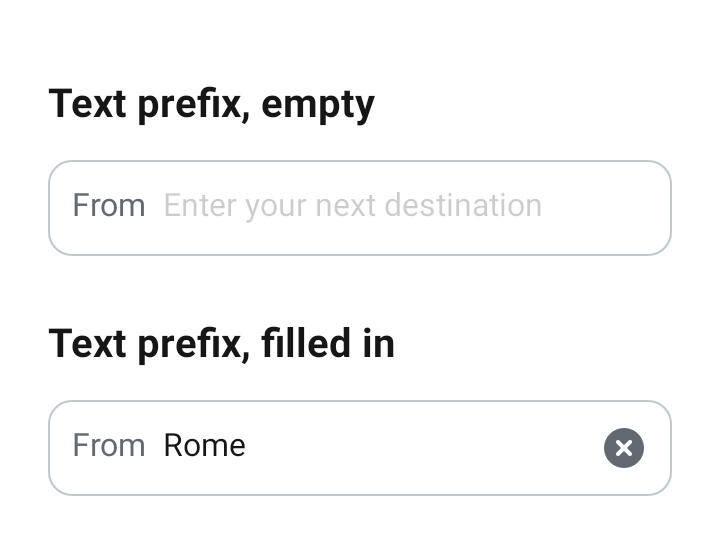 Text prefix, empty
From Enter your next destination
Text prefix, filled in
From Rome